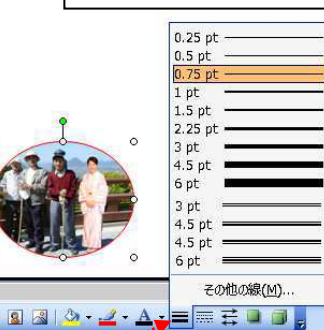 0.25 pt
0.5 pt
0.75 pt
1 pt
1.5 pt
2.25 pt
3 pt
4.5 pt
6 pt
3 pt
4.5 pt
4.5 pt
6 pt
その他の線(M)...
A